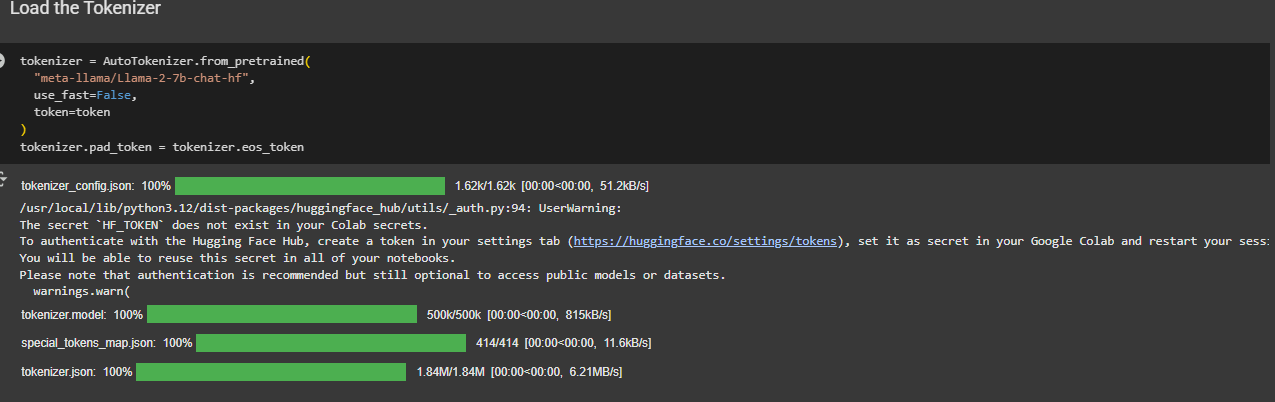 Load the Tokenizer
tokenizer = AutoTokenizer.from_pretrained(
  "meta-llama/Llama-2-7b-chat-hf",
  use_fast=False,
  token=token
)
tokenizer.pad_token = tokenizer.eos_token
tokenizer_config.json: 100% 1.62k/1.62k [00:00<00:00, 51.2kB/s]
/usr/local/lib/python3.12/dist-packages/huggingface_hub/utils/_auth.py:94: UserWarning:
The secret `HF_TOKEN` does not exist in your Colab secrets.
To authenticate with the Hugging Face Hub, create a token in your settings tab (https://huggingface.co/settings/tokens), set it as secret in your Google Colab and restart your
You will be able to reuse this secret in all of your notebooks.
Please note that authentication is recommended but still optional to access public models or datasets.
  warnings.warn(
tokenizer.model: 100% 500k/500k [00:00<00:00, 815kB/s]
special_tokens_map.json: 100% 414/414 [00:00<00:00, 11.6kB/s]
tokenizer.json: 100% 1.84M/1.84M [00:00<00:00, 6.21MB/s]